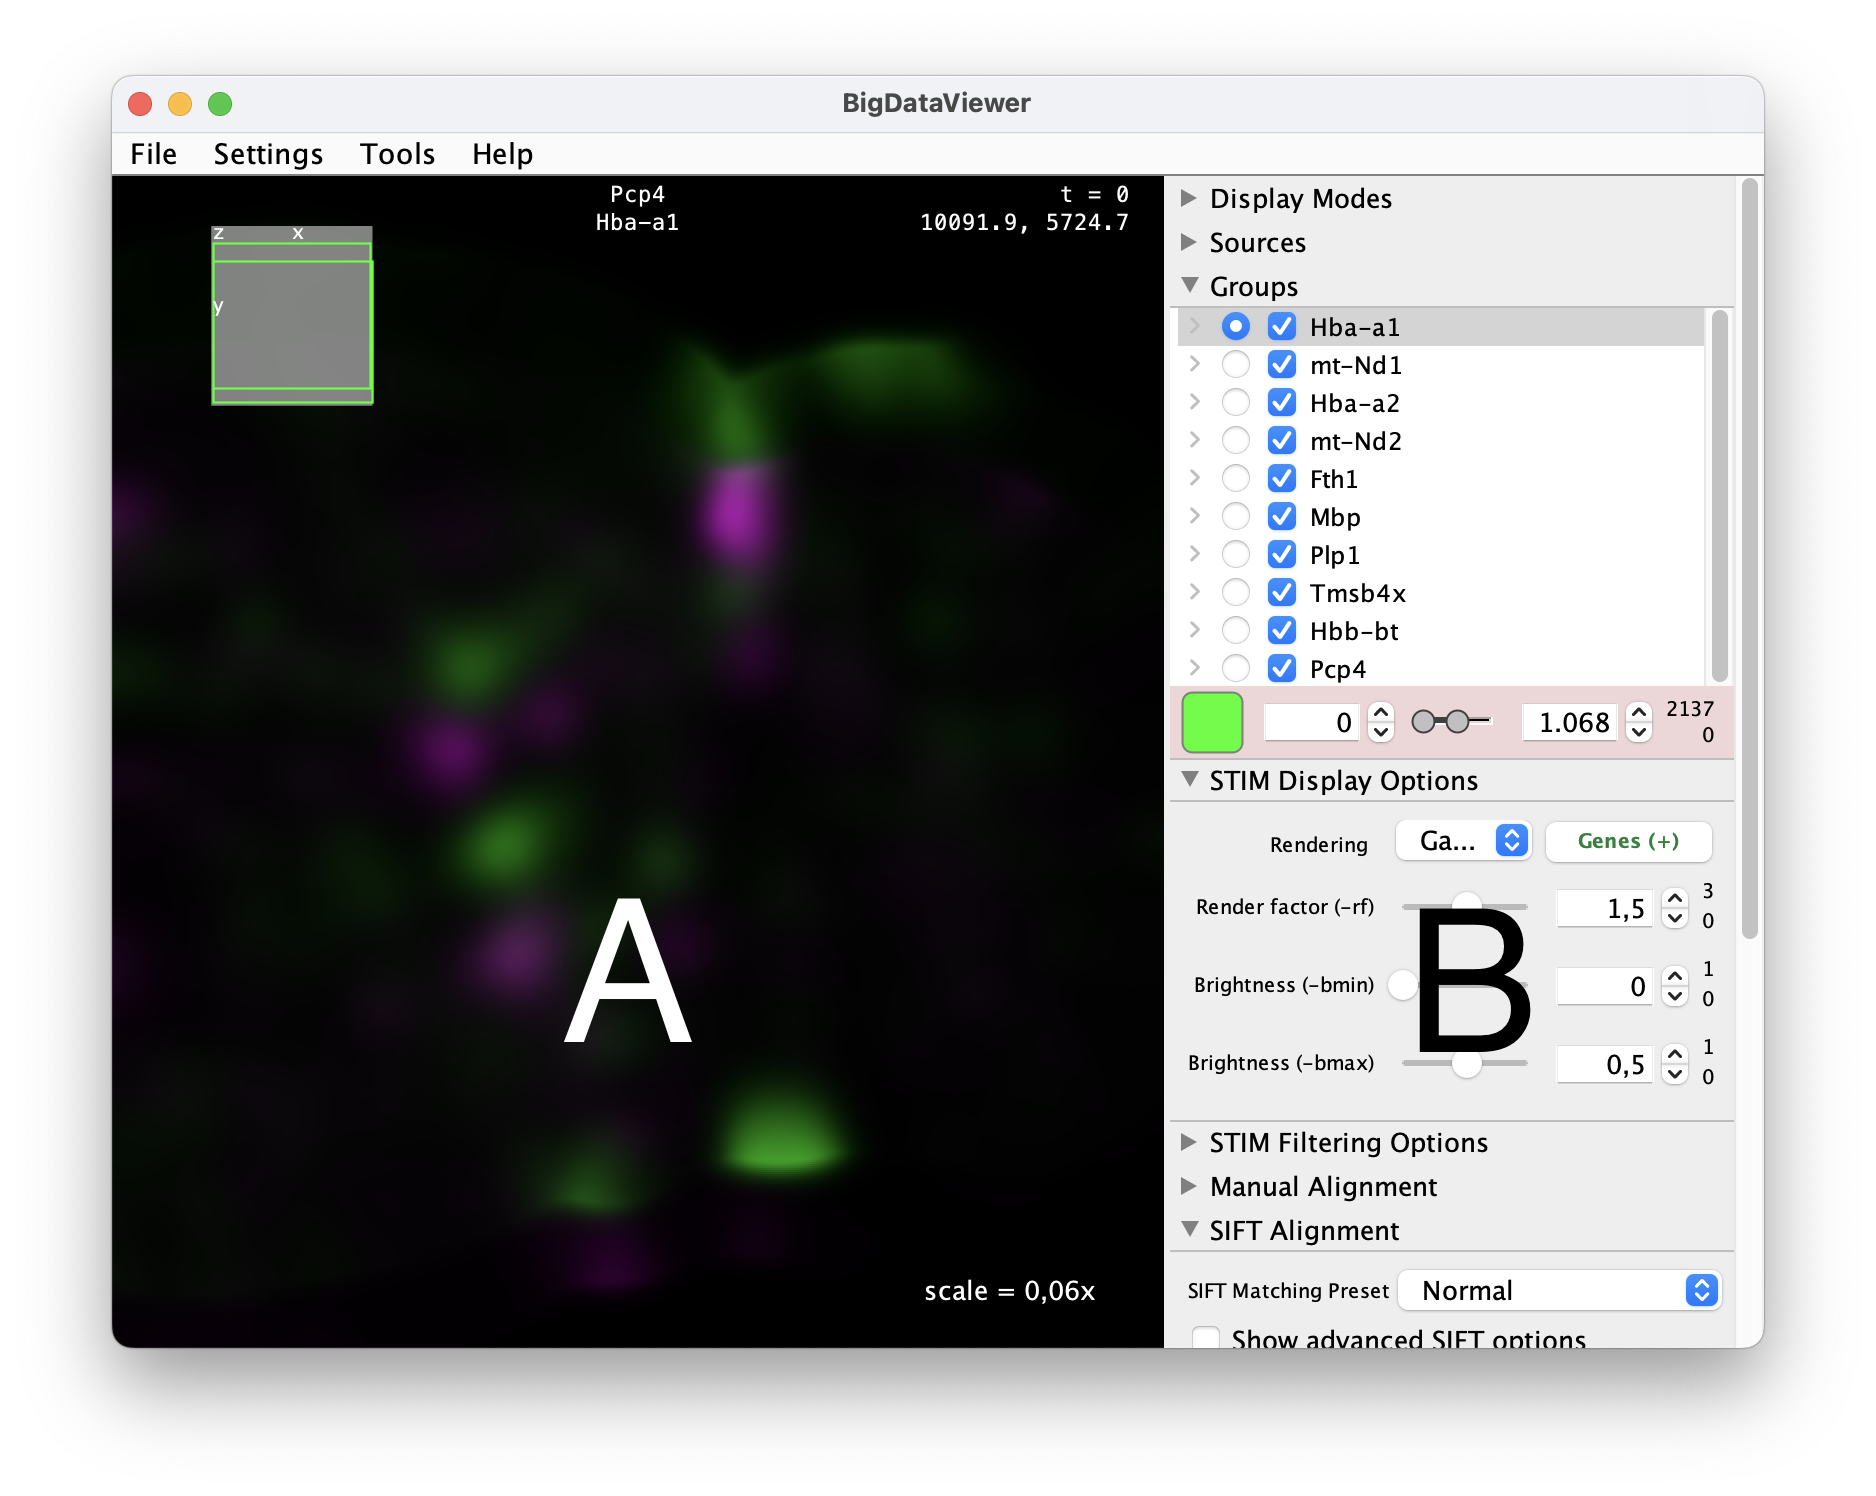 BigDataViewer
File Settings Tools Help
Pcp4
Hba-a1
t = 0
10091.9, 5724.7
z x
y
A
scale = 0,06x
Display Modes
Sources
Groups
Hba-a1
mt-Nd1
Hba-a2
mt-Nd2
Fth1
Mbp
Plp1
Tmsb4x
Hbb-bt
Pcp4
0 1.068 2137
0
STIM Display Options
Rendering Ga... Genes (+)
Render factor (-rf) 1,5 3
0
B
Brightness (-bmin) 0 1
0
Brightness (-bmax) 0,5 1
0
STIM Filtering Options
Manual Alignment
SIFT Alignment
SIFT Matching Preset Normal
Show advanced SIFT options